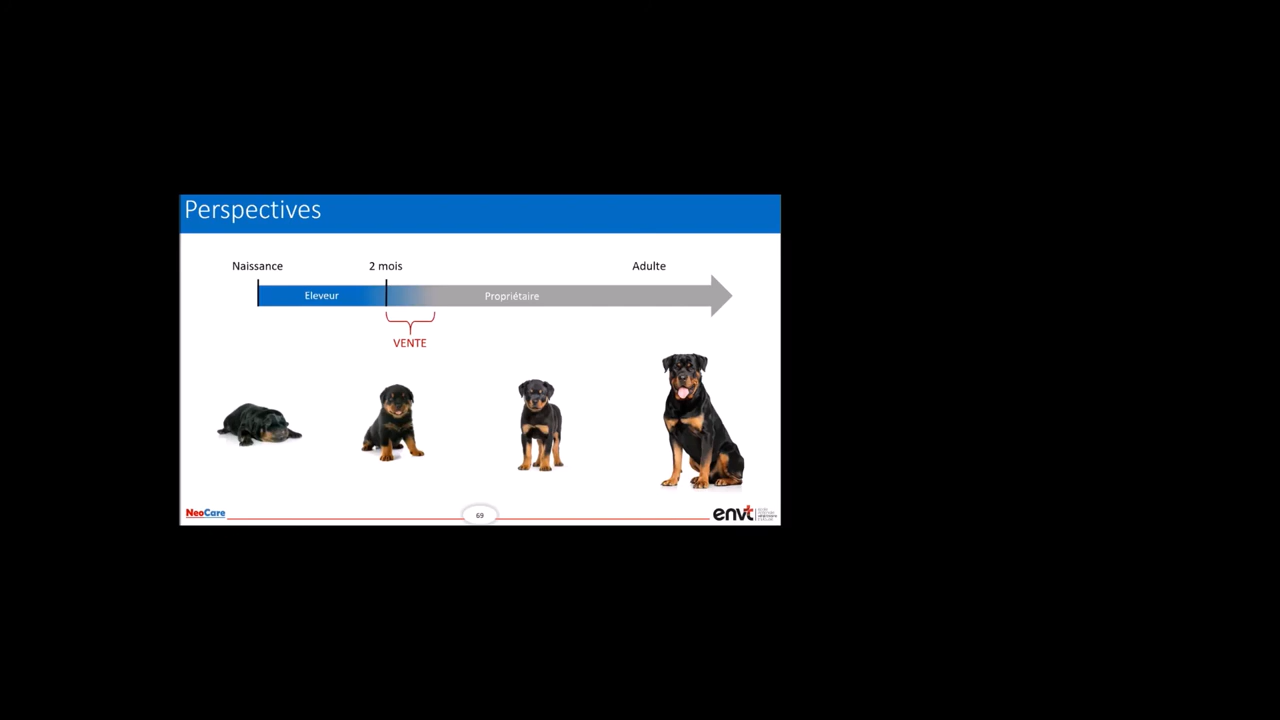 Perspectives
Naissance
2 mois
Adulte
Eleveur
Propriétaire
VENTE
NeoCare
69
envt